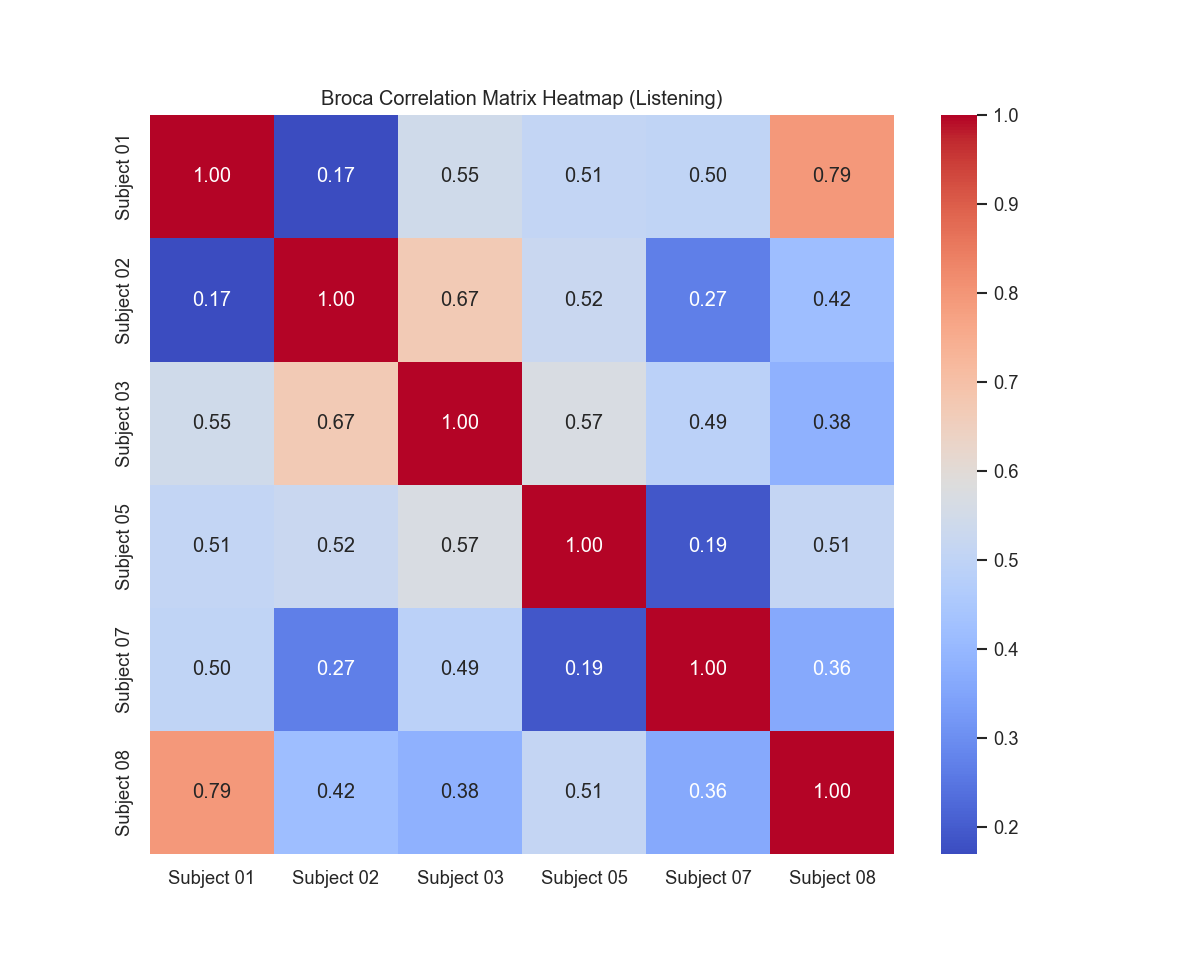 Broca Correlation Matrix Heatmap (Listening)
Subject 01 1.00 0.17 0.55 0.51 0.50 0.79
Subject 02 0.17 1.00 0.67 0.52 0.27 0.42
Subject 03 0.55 0.67 1.00 0.57 0.49 0.38
Subject 05 0.51 0.52 0.57 1.00 0.19 0.51
Subject 07 0.50 0.27 0.49 0.19 1.00 0.36
Subject 08 0.79 0.42 0.38 0.51 0.36 1.00
Subject 01 Subject 02 Subject 03 Subject 05 Subject 07 Subject 08
1.0
0.9
0.8
0.7
0.6
0.5
0.4
0.3
0.2